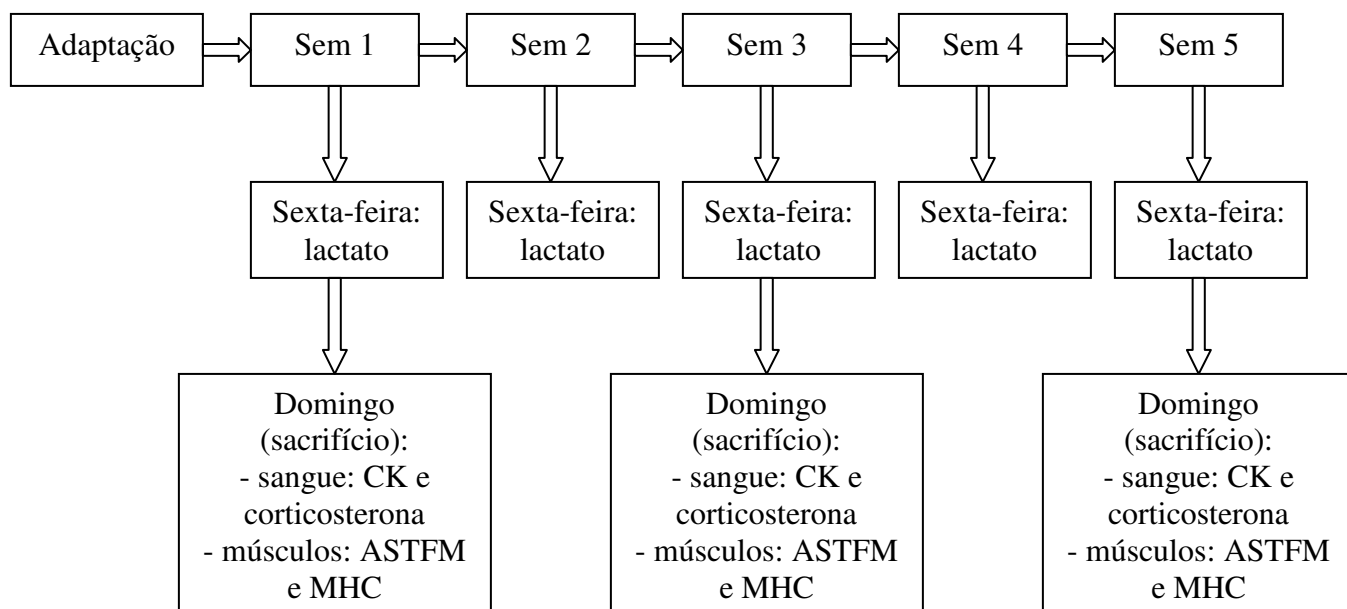 Adaptação
Sem 1
Sem 2
Sem 3
Sem 4
Sem 5
Sexta-feira:
lactato
Sexta-feira:
lactato
Sexta-feira:
lactato
Sexta-feira:
lactato
Sexta-feira:
lactato
Domingo
(sacrifício):
- sangue: CK e
corticosterona
- músculos: ASTFM
e MHC
Domingo
(sacrifício):
- sangue: CK e
corticosterona
- músculos: ASTFM
e MHC
Domingo
(sacrifício):
- sangue: CK e
corticosterona
- músculos: ASTFM
e MHC